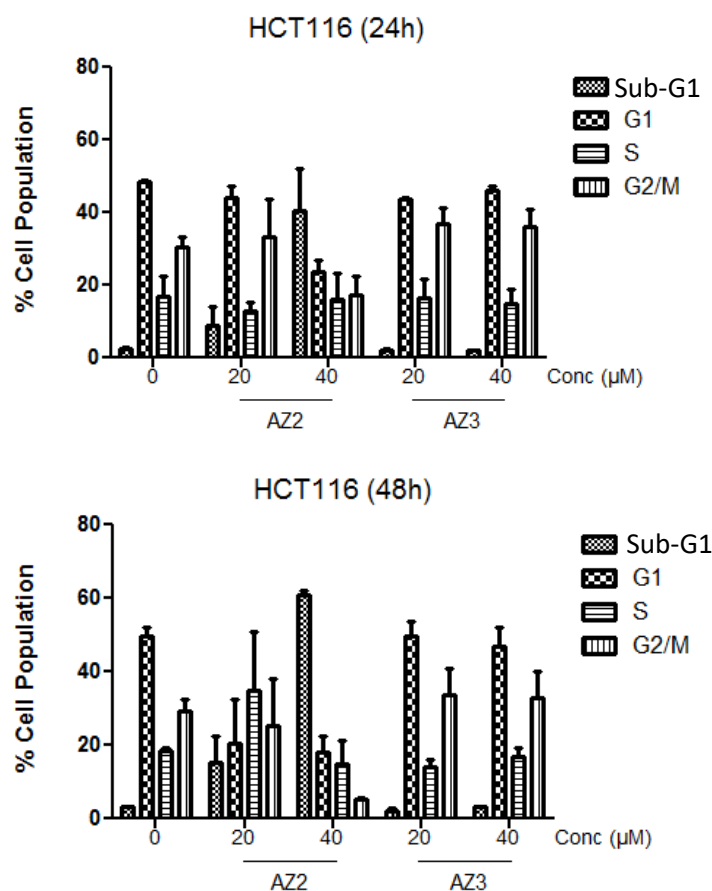 HCT116 (24h)
80
60
40
20
0
% Cell Population
Sub-G1
G1
S
G2/M
0 20 40 20 40 Conc (µM)
AZ2 AZ3
HCT116 (48h)
80
60
40
20
0
% Cell Population
Sub-G1
G1
S
G2/M
0 20 40 20 40 Conc (µM)
AZ2 AZ3